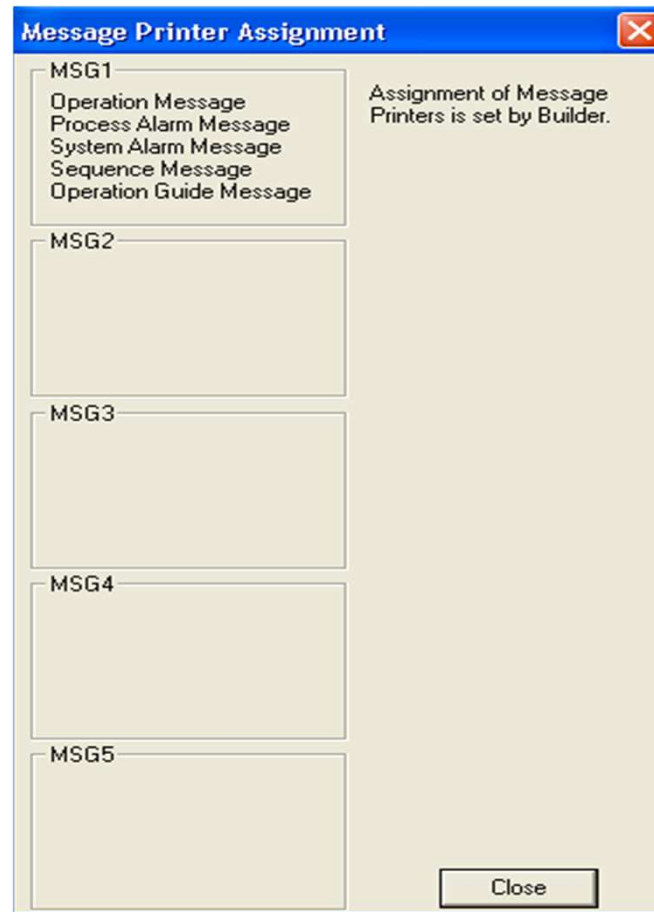 Message Printer Assignment
MSG1
Operation Message
Process Alarm Message
System Alarm Message
Sequence Message
Operation Guide Message
Assignment of Message
Printers is set by Builder.
MSG2
MSG3
MSG4
MSG5
Close